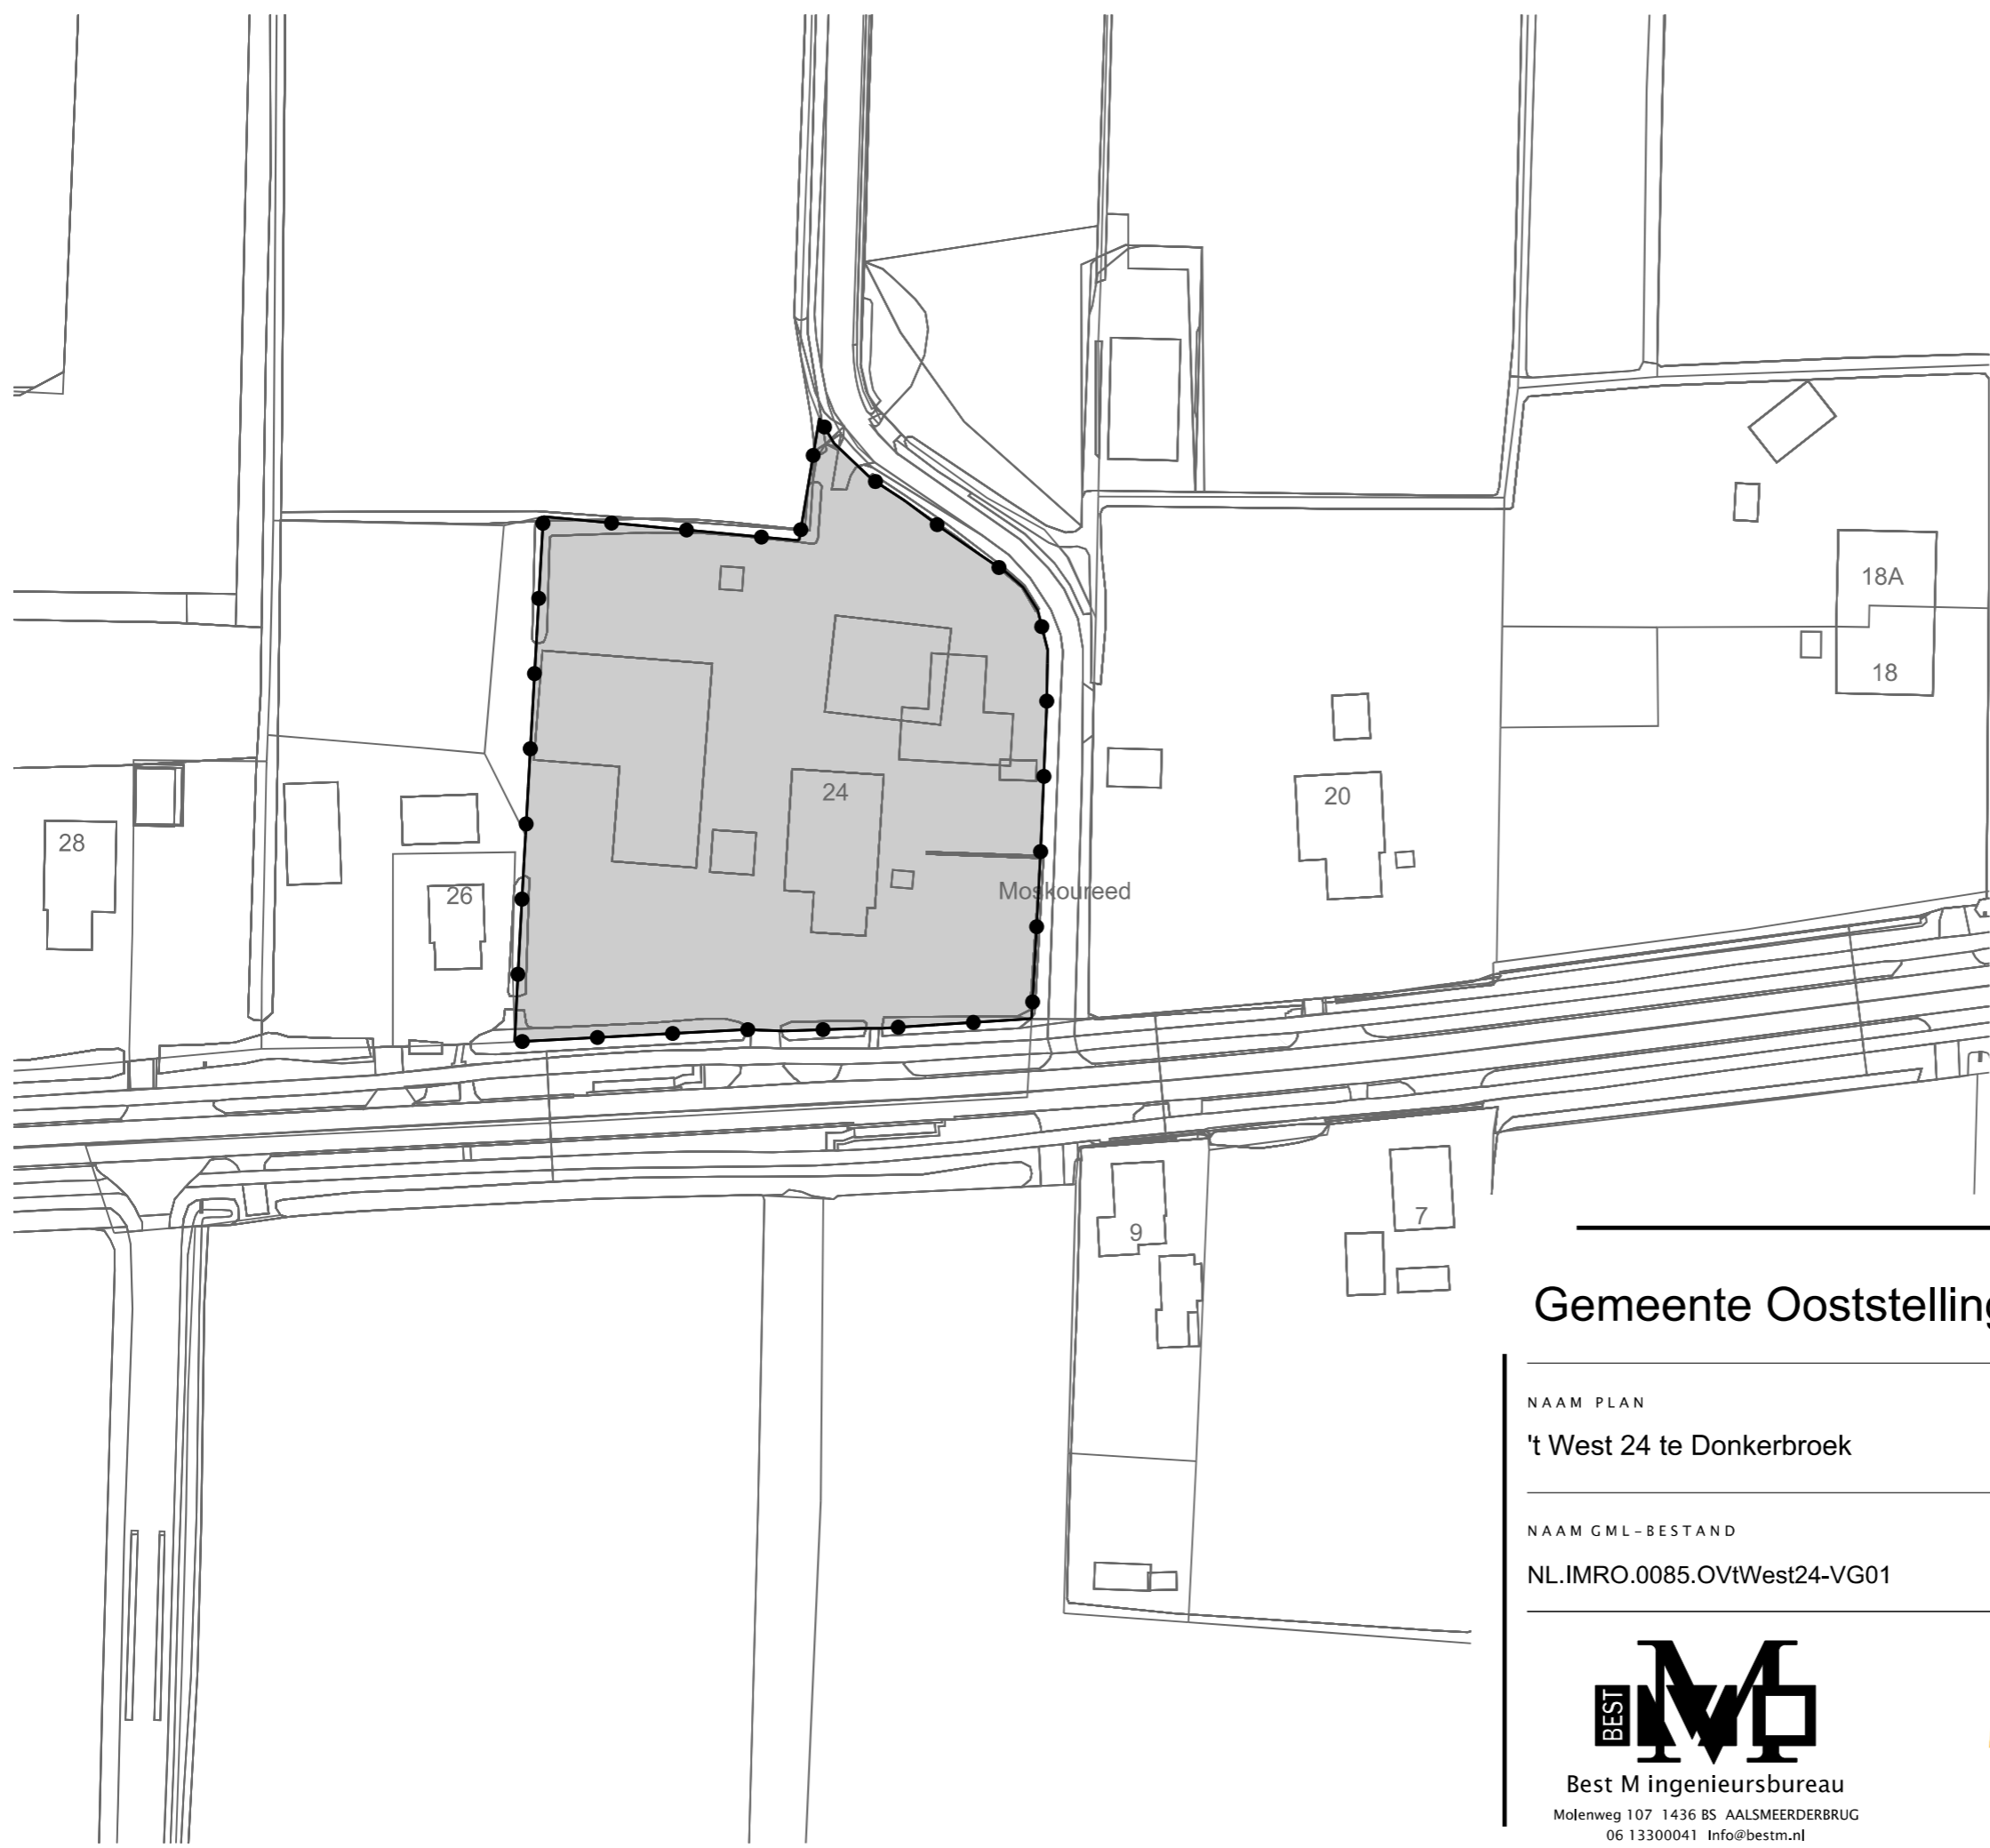 18A
18
24
20
28
26
Moskoureed
9
7
Gemeente Ooststelling
NAAM PLAN
't West 24 te Donkerbroek
NAAM GML-BESTAND
NL.IMRO.0085.OVtWest24-VG01
BEST
M
Best M ingenieursbureau
Molenweg 107 1436 BS AALSMEERDERBRUG
06 13300041 Info@bestm.nl